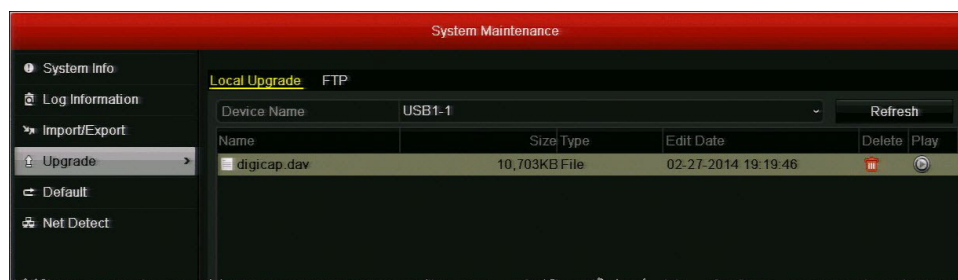 System Maintenance
System Info
Log Information
Import/Export
Upgrade >
Default
Net Detect
Local Upgrade FTP
Device Name USB1-1 Refresh
Name Size Type Edit Date Delete Play
digicap.dav 10,703KB File 02-27-2014 19:19:46